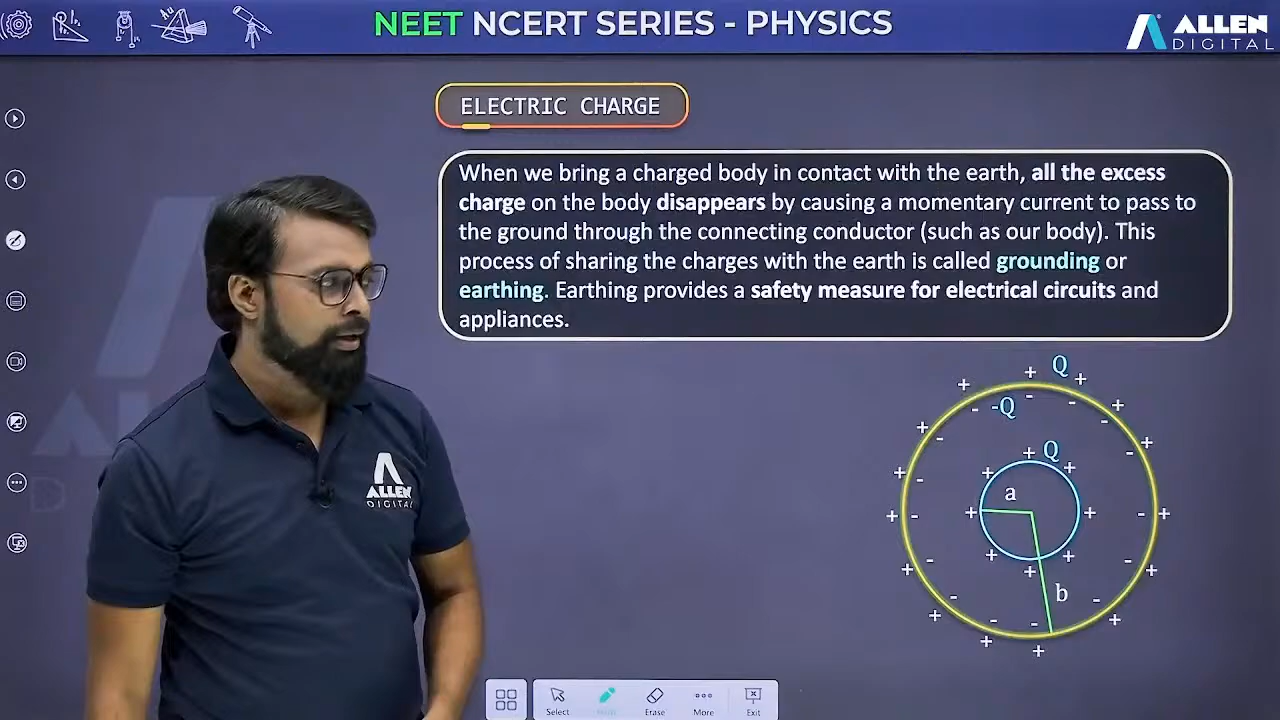 NEET NCERT SERIES - PHYSICS
ALLEN
DIGITAL
ELECTRIC CHARGE
When we bring a charged body in contact with the earth, all the excess
charge on the body disappears by causing a momentary current to pass to
the ground through the connecting conductor (such as our body). This
process of sharing the charges with the earth is called grounding or
earthing. Earthing provides a safety measure for electrical circuits and
appliances.
Q
-Q
Q
a
b
ALLEN
DIGITAL
Select
Erase
More
Exit